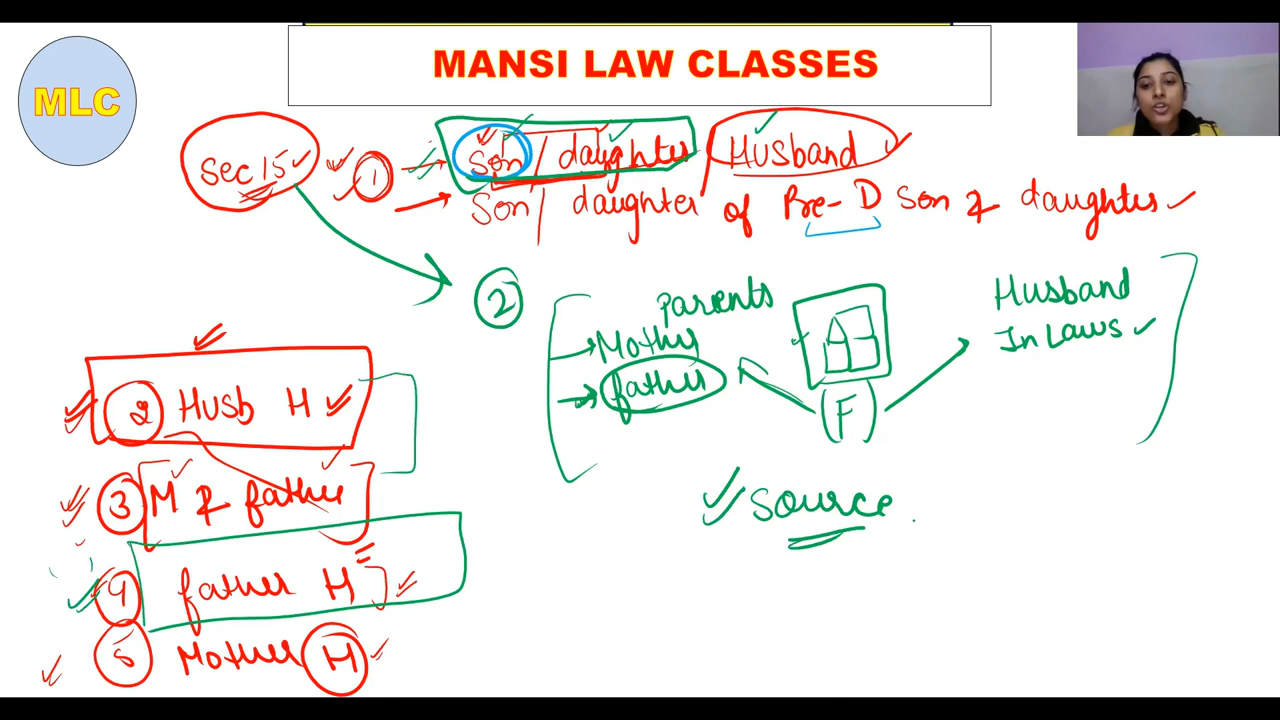 MANSI LAW CLASSES
MLC
Sec 15
① → Son / daughter / Husband
→ Son / daughter of Pre-D Son & daughter
② parents
Mother
father
(F)
Husband
In Laws
Source
② Husb H
③ M & father
④ father H
⑤ Mother H